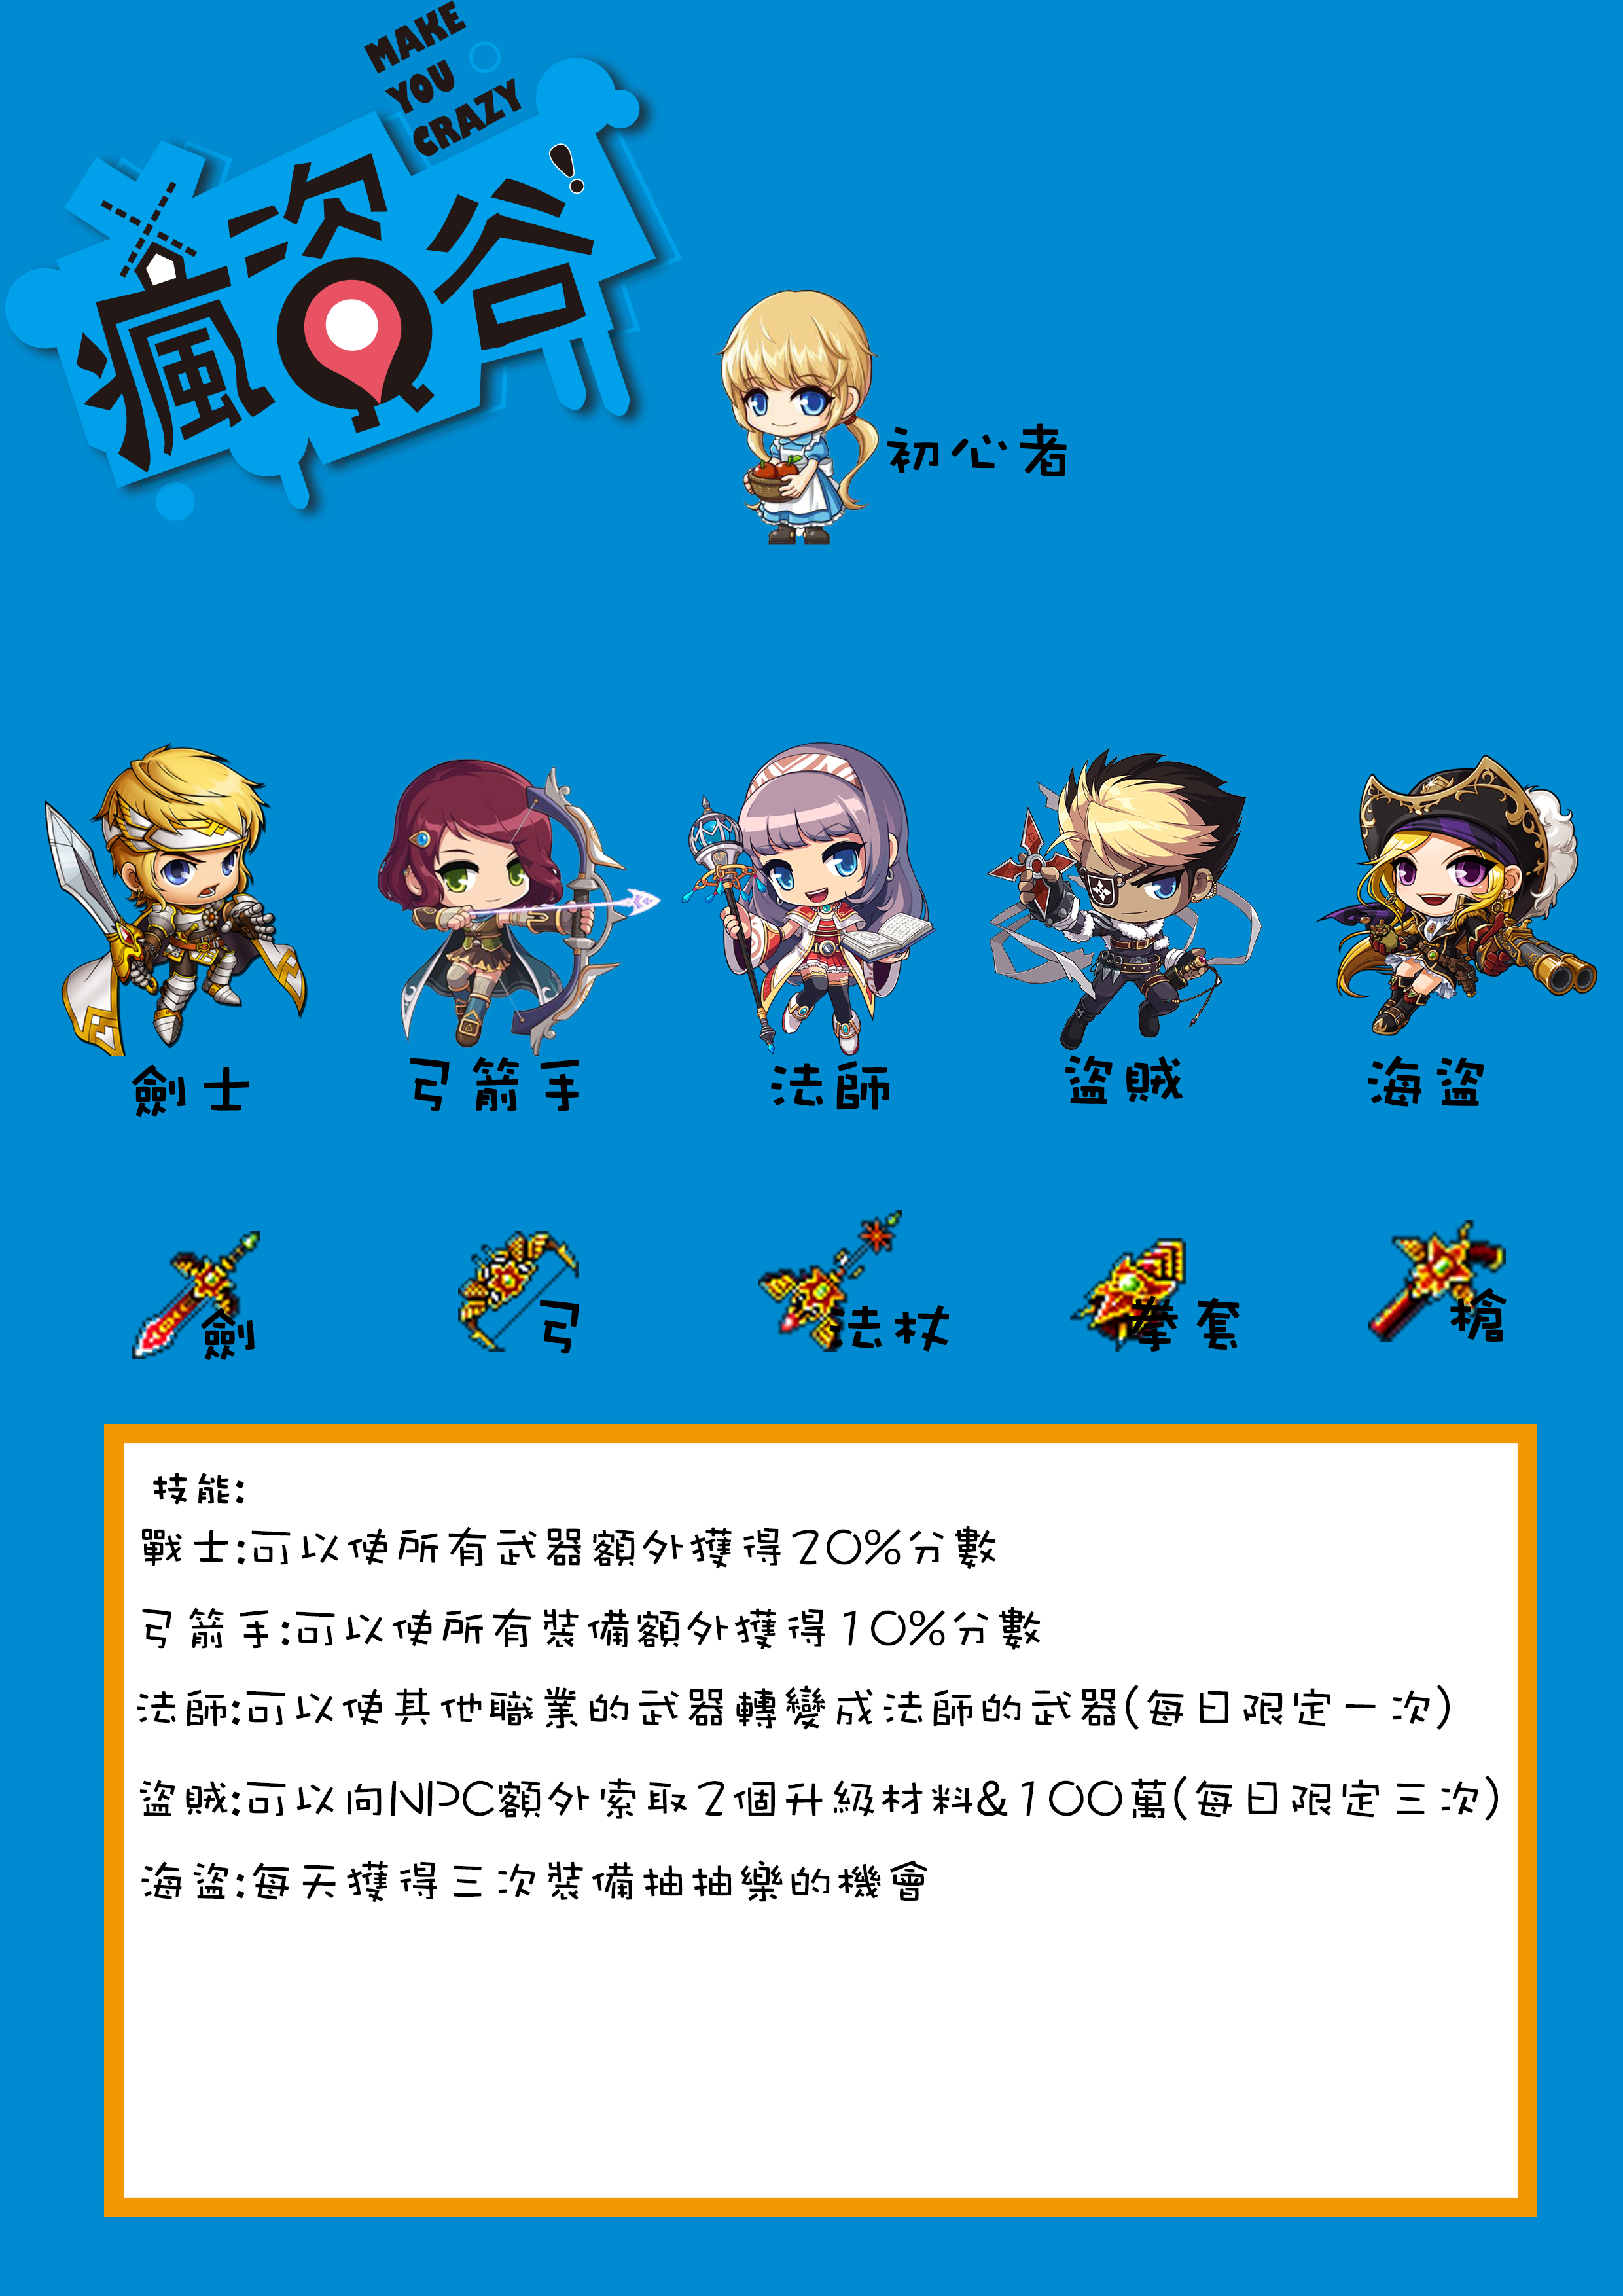 MAKE
YOU
CRAZY
瘋次谷!
初心者
劍士 弓箭手 法師 盜賊 海盜
劍 弓 法杖 拳套 槍
技能:
戰士:可以使所有武器額外獲得20%分數
弓箭手:可以使所有裝備額外獲得10%分數
法師:可以使其他職業的武器轉變成法師的武器(每日限定一次)
盜賊:可以向NPC額外索取2個升級材料&100萬(每日限定三次)
海盜:每天獲得三次裝備抽抽樂的機會